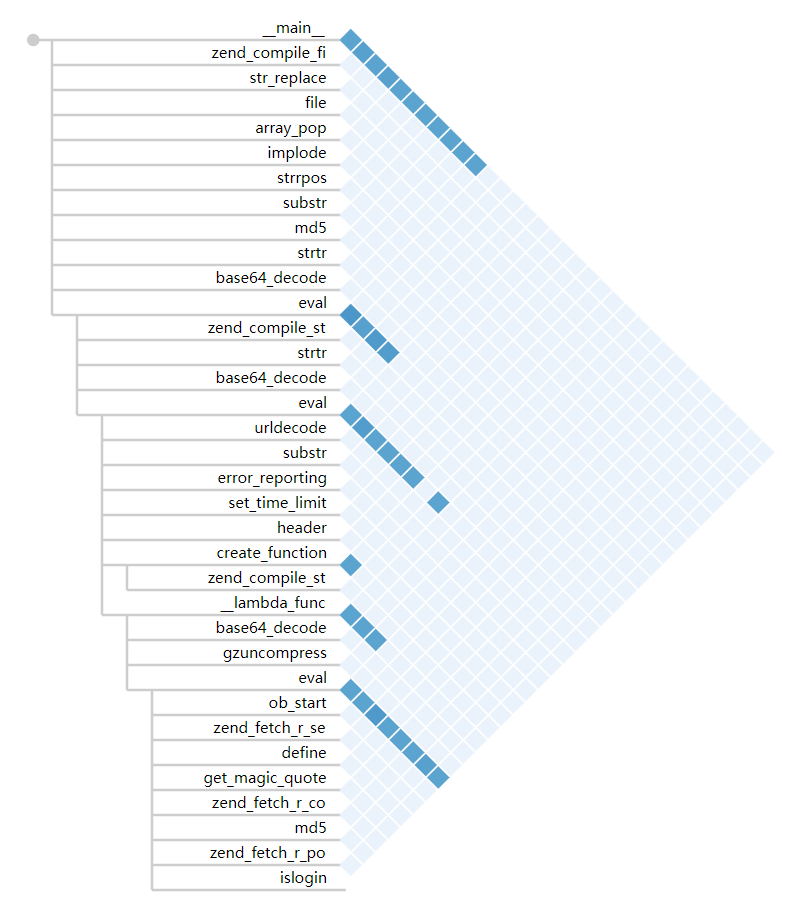 __main__
zend_compile_fi
str_replace
file
array_pop
implode
strrpos
substr
md5
strtr
base64_decode
eval
zend_compile_st
strtr
base64_decode
eval
urldecode
substr
error_reporting
set_time_limit
header
create_function
zend_compile_st
__lambda_func
base64_decode
gzuncompress
eval
ob_start
zend_fetch_r_se
define
get_magic_quote
zend_fetch_r_co
md5
zend_fetch_r_po
islogin